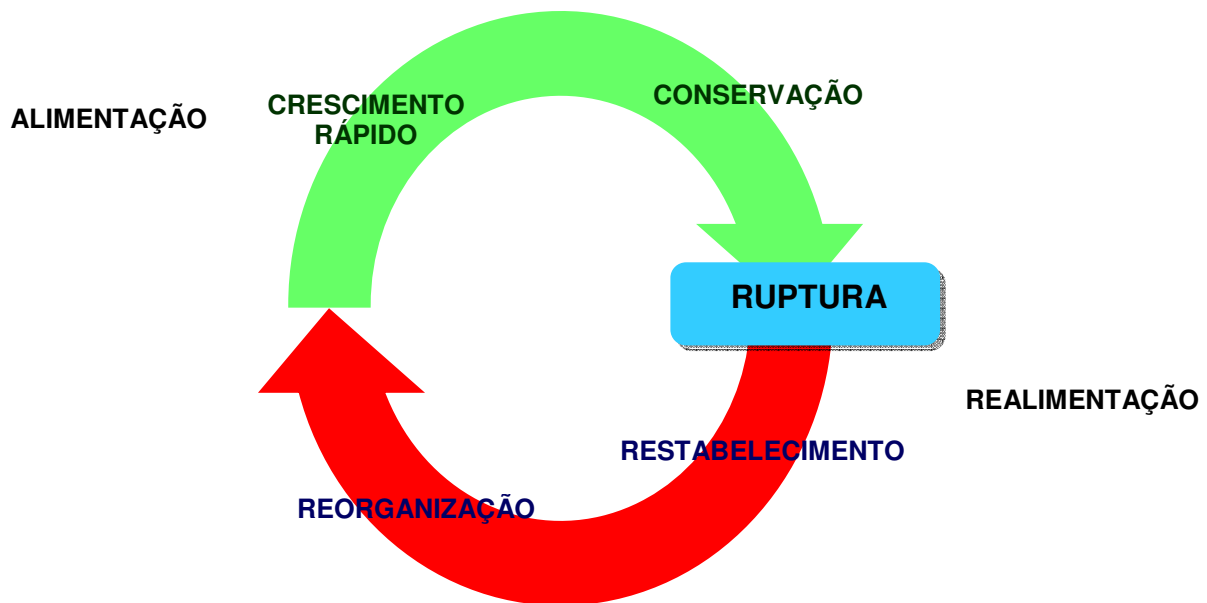 ALIMENTAÇÃO
CRESCIMENTO
RÁPIDO
CONSERVAÇÃO
RUPTURA
REALIMENTAÇÃO
RESTABELECIMENTO
REORGANIZAÇÃO